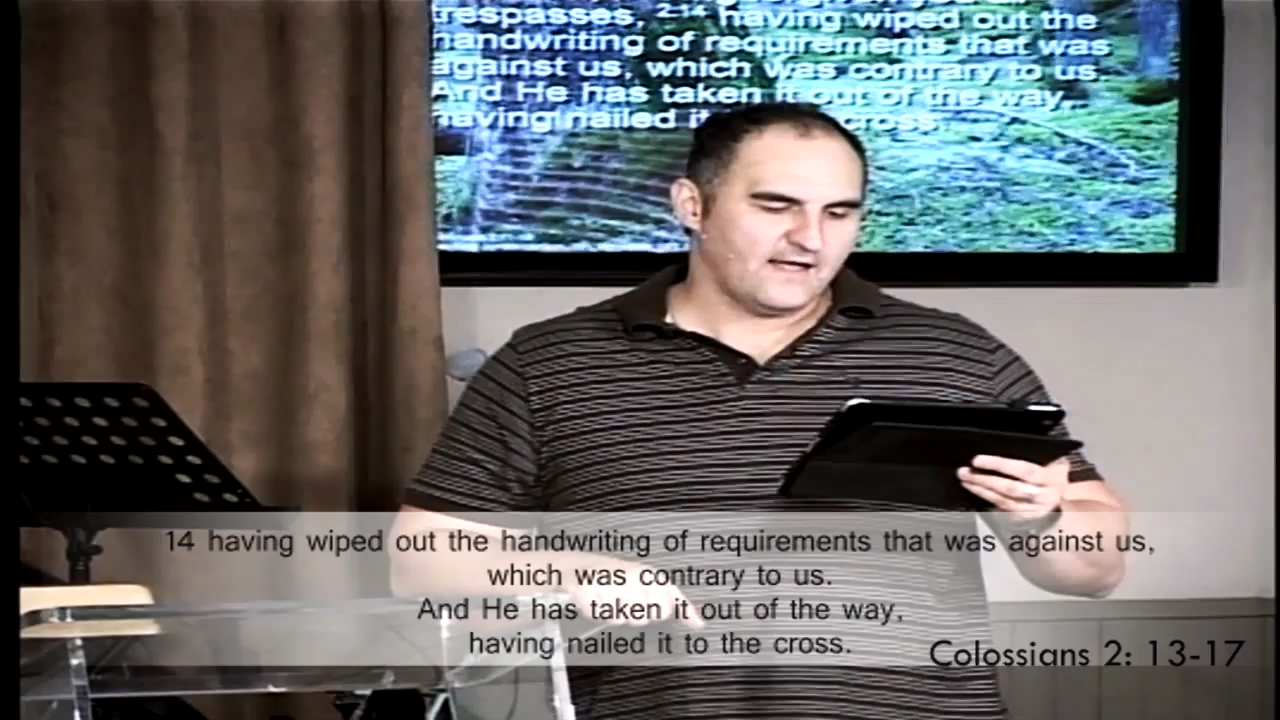 trespasses, 2:14 having wiped out the
handwriting of requirements that was
against us, which was contrary to us.
And He has taken it out of the way,
having nailed it cross.
14 having wiped out the handwriting of requirements that was against us,
which was contrary to us.
And He has taken it out of the way,
having nailed it to the cross.
Colossians 2: 13-17